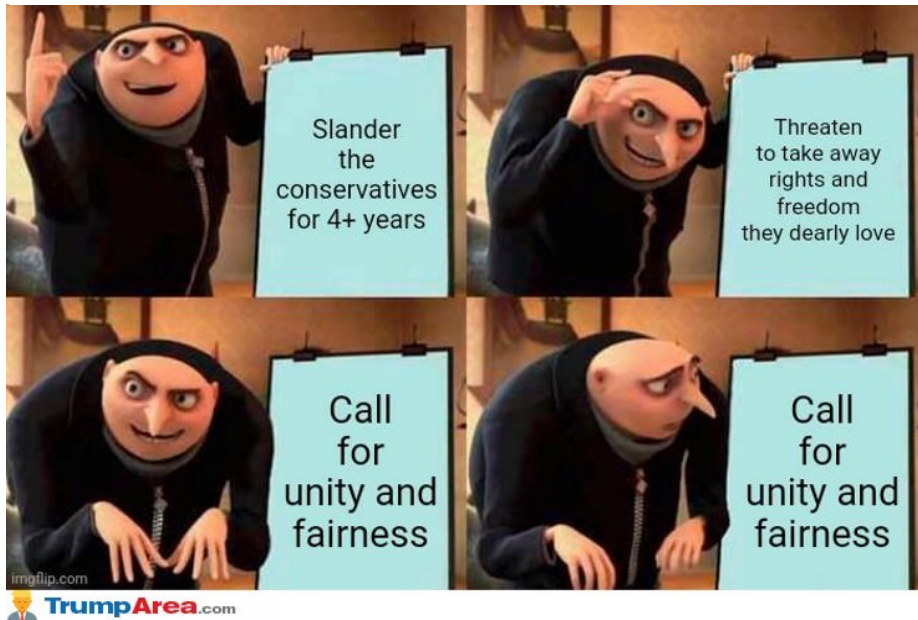 Slander
the
conservatives
for 4+ years
Threaten
to take away
rights and
freedom
they dearly love
Call
for
unity and
fairness
Call
for
unity and
fairness
imgflip.com
TrumpArea.com